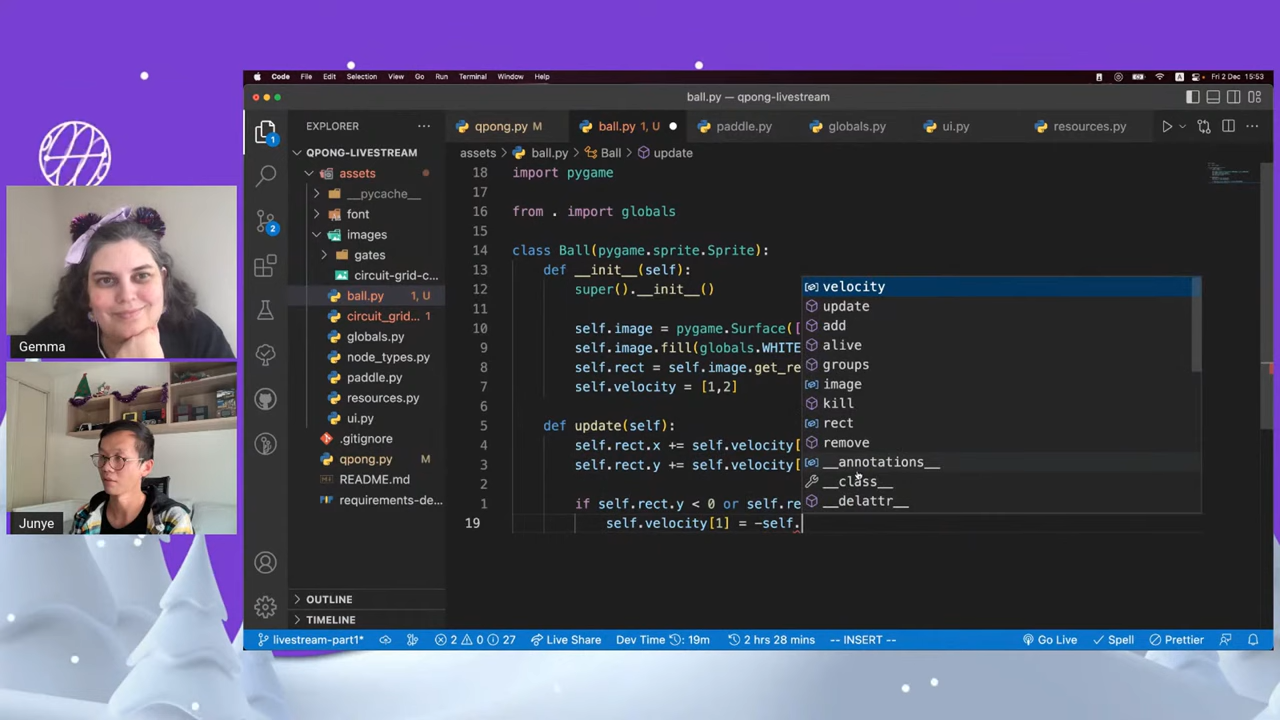 Code File Edit Selection View Go Run Terminal Window Help
A
Fri 2 Dec 15:53
ball.py — qpong-livestream
EXPLORER
qpong.py M
ball.py 1, U
paddle.py
globals.py
ui.py
resources.py
1
2
QPONG-LIVESTREAM
assets
__pycache__
font
images
gates
circuit-grid-c...
ball.py 1, U
circuit_grid... 1
globals.py
node_types.py
paddle.py
resources.py
ui.py
.gitignore
qpong.py M
README.md
requirements-de...
OUTLINE
TIMELINE
assets > ball.py > Ball > update
18 import pygame
17
16 from . import globals
15
14 class Ball(pygame.sprite.Sprite):
13 def __init__(self):
12 super().__init__()
11
10 self.image = pygame.Surface([
9 self.image.fill(globals.WHITE
8 self.rect = self.image.get_re
7 self.velocity = [1,2]
6
5 def update(self):
4 self.rect.x += self.velocity[
3 self.rect.y += self.velocity[
2
1 if self.rect.y < 0 or self.re
19 self.velocity[1] = -self.
velocity
update
add
alive
groups
image
kill
rect
remove
__annotations__
__class__
__delattr__
Gemma
Junye
livestream-part1* 2 0 27 Live Share Dev Time : 19m 2 hrs 28 mins -- INSERT -- Go Live Spell Prettier